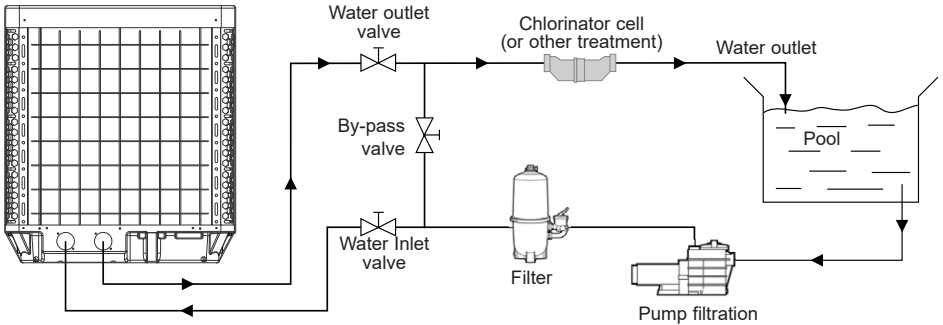 Water outlet
valve
Chlorinator cell
(or other treatment)
Water outlet
By-pass
valve
Pool
Water Inlet
valve
Filter
Pump filtration